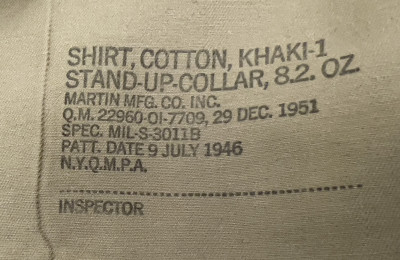 SHIRT, COTTON, KHAKI-1
STAND-UP-COLLAR, 8.2. OZ.
MARTIN MFG. CO. INC.
Q.M. 22960-OI-7709, 29 DEC. 1951
SPEC. MIL-S-3011B
PATT. DATE 9 JULY 1946
N.Y.Q.M.P.A.
INSPECTOR